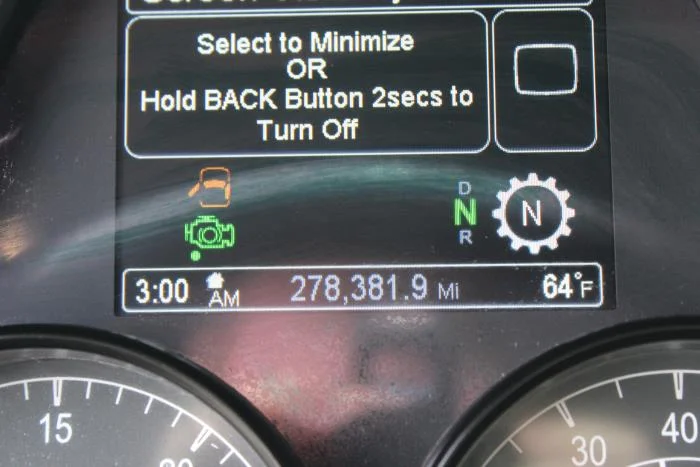 Select to Minimize
OR
Hold BACK Button 2secs to
Turn Off
D
N N
R
3:00 AM 278,381.9 Mi 64°F
15
30
40